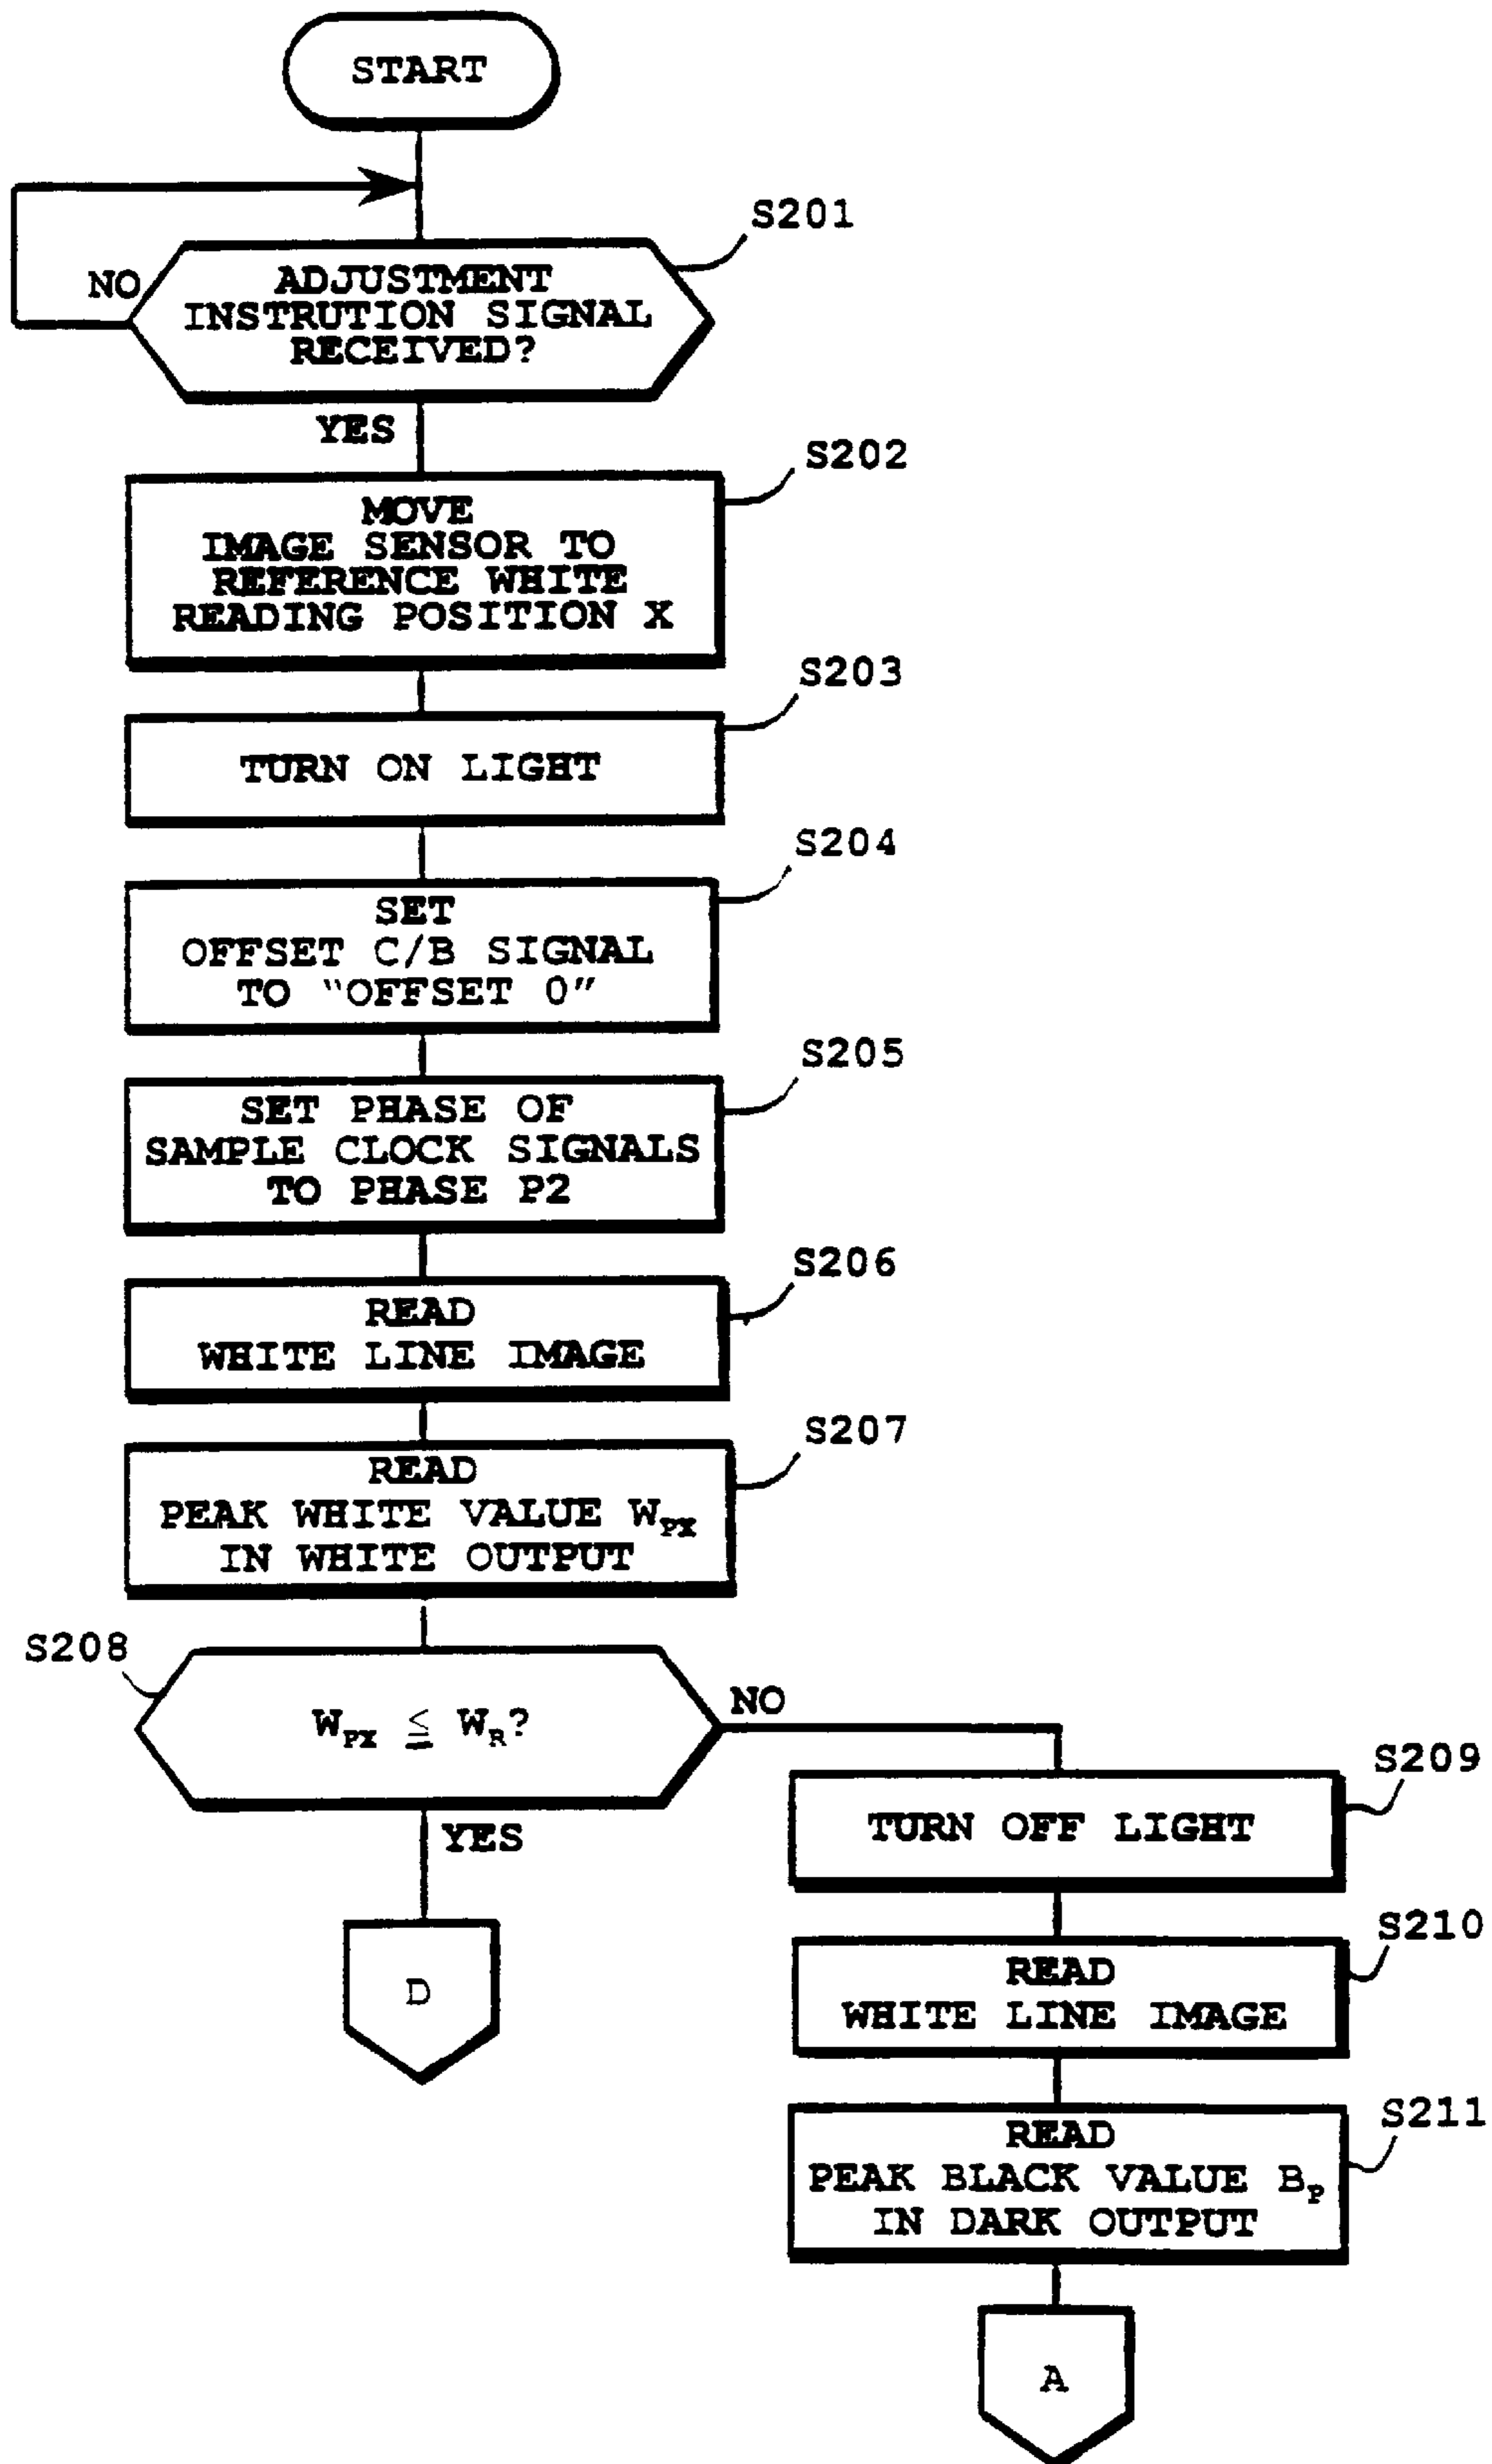 START
S201
NO
ADJUSTMENT
INSTRUTION SIGNAL
RECEIVED?
YES
S202
MOVE
IMAGE SENSOR TO
REFERENCE WHITE
READING POSITION X
S203
TURN ON LIGHT
S204
SET
OFFSET C/B SIGNAL
TO "OFFSET 0"
S205
SET PHASE OF
SAMPLE CLOCK SIGNALS
TO PHASE P2
S206
READ
WHITE LINE IMAGE
S207
READ
PEAK WHITE VALUE WPX
IN WHITE OUTPUT
S208
WPX ≦ WR?
NO
YES
D
S209
TURN OFF LIGHT
S210
READ
WHITE LINE IMAGE
S211
READ
PEAK BLACK VALUE BP
IN DARK OUTPUT
A